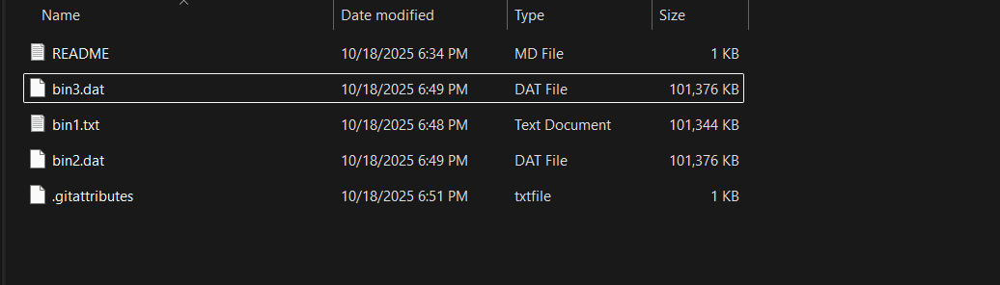 Name Date modified Type Size
README 10/18/2025 6:34 PM MD File 1 KB
bin3.dat 10/18/2025 6:49 PM DAT File 101,376 KB
bin1.txt 10/18/2025 6:48 PM Text Document 101,344 KB
bin2.dat 10/18/2025 6:49 PM DAT File 101,376 KB
.gitattributes 10/18/2025 6:51 PM txtfile 1 KB